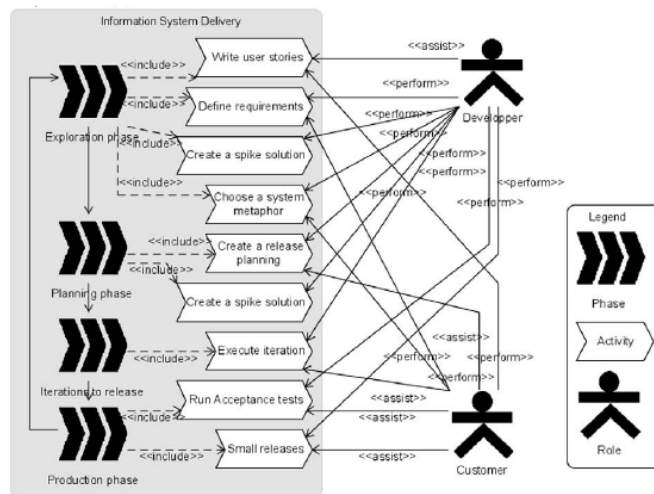 Information System Delivery
Write user stories
<<include>>
<<assist>>
<<include>>
Define requirements
<<perform>>
Developper
Exploration phase
<<include>>
Create a spike solution
<<perform>>
<<perform>>
<<perform>>
<<perform>>
<<perform>>
<<include>>
Choose a system
metaphor
<<perform>>
<<perform>>
Legend
Phase
Activity
Role
<<include>>
Create a release
planning
<<include>>
Planning phase
Create a spike solution
<<assist>>
Execute iteration
<<include>>
<<perform>>
<<perform>>
<<perform>>
Iterations to release
Run Acceptance tests
<<include>>
<<assist>>
<<assist>>
Small releases
<<include>>
<<assist>>
Customer
Production phase